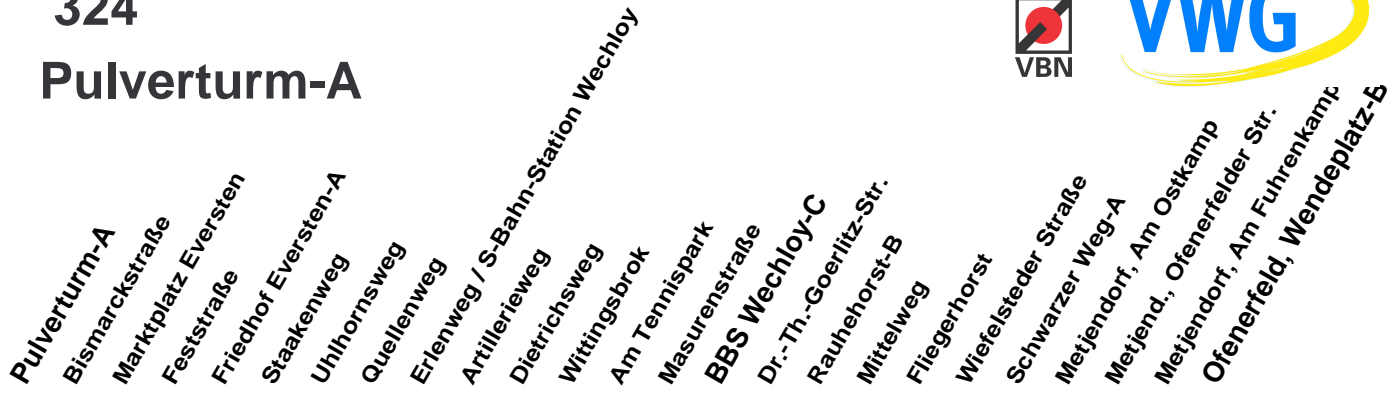 324
VBN
VWG
Pulverturm-A
Pulverturm-A
Bismarckstraße
Marktplatz Eversten
Feststraße
Friedhof Eversten-A
Staakenweg
Uhlhornsweg
Quellenweg
Erlenweg / S-Bahn-Station Wechloy
Artillerieweg
Dietrichsweg
Wittingsbrok
Am Tennispark
Masurenstraße
BBS Wechloy-C
Dr.-Th.-Goerlitz-Str.
Rauhehorst-B
Mittelweg
Fliegerhorst
Wiefelsteder Straße
Schwarzer Weg-A
Metjendorf, Am Ostkamp
Metjend., Ofenerfelder Str.
Metjendorf, Am Fuhrenkamp
Ofenerfeld, Wendeplatz-B